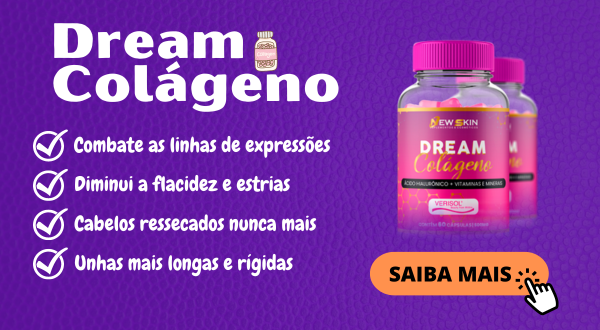 Dream
Colágeno
Combate as linhas de expressões
Diminui a flacidez e estrias
Cabelos ressecados nunca mais
Unhas mais longas e rígidas
NEW SKIN
DREAM
Colágeno
ÁCIDO HIALURÔNICO + VITAMINAS E MINERAIS
VERISOL
SAIBA MAIS